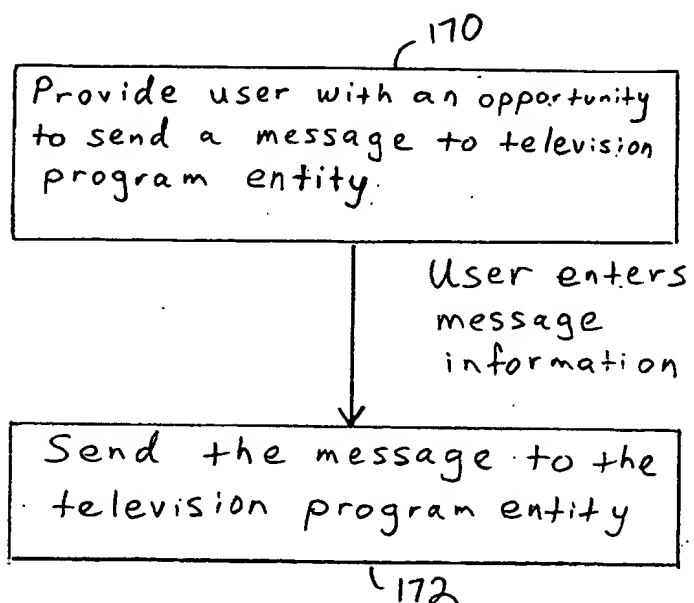 170
Provide user with an opportunity
to send a message to television
program entity.
User enters
message
information
Send the message to the
television program entity
172